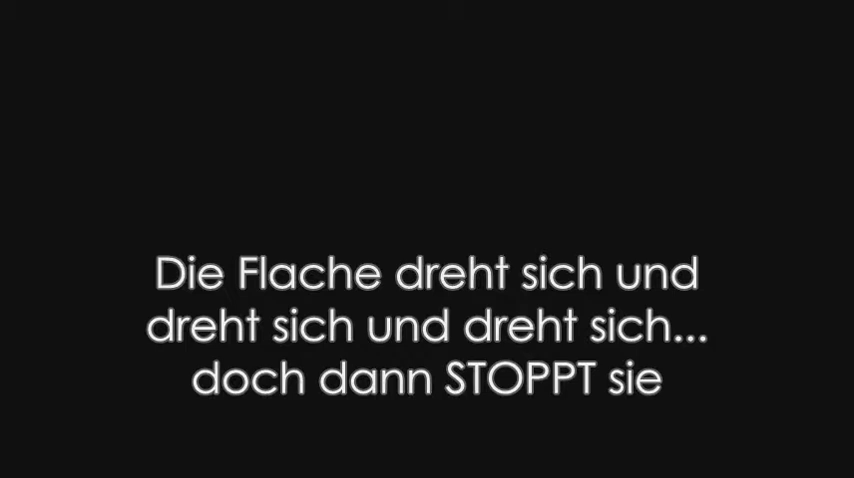 Die Flache dreht sich und
dreht sich und dreht sich...
doch dann STOPPT sie